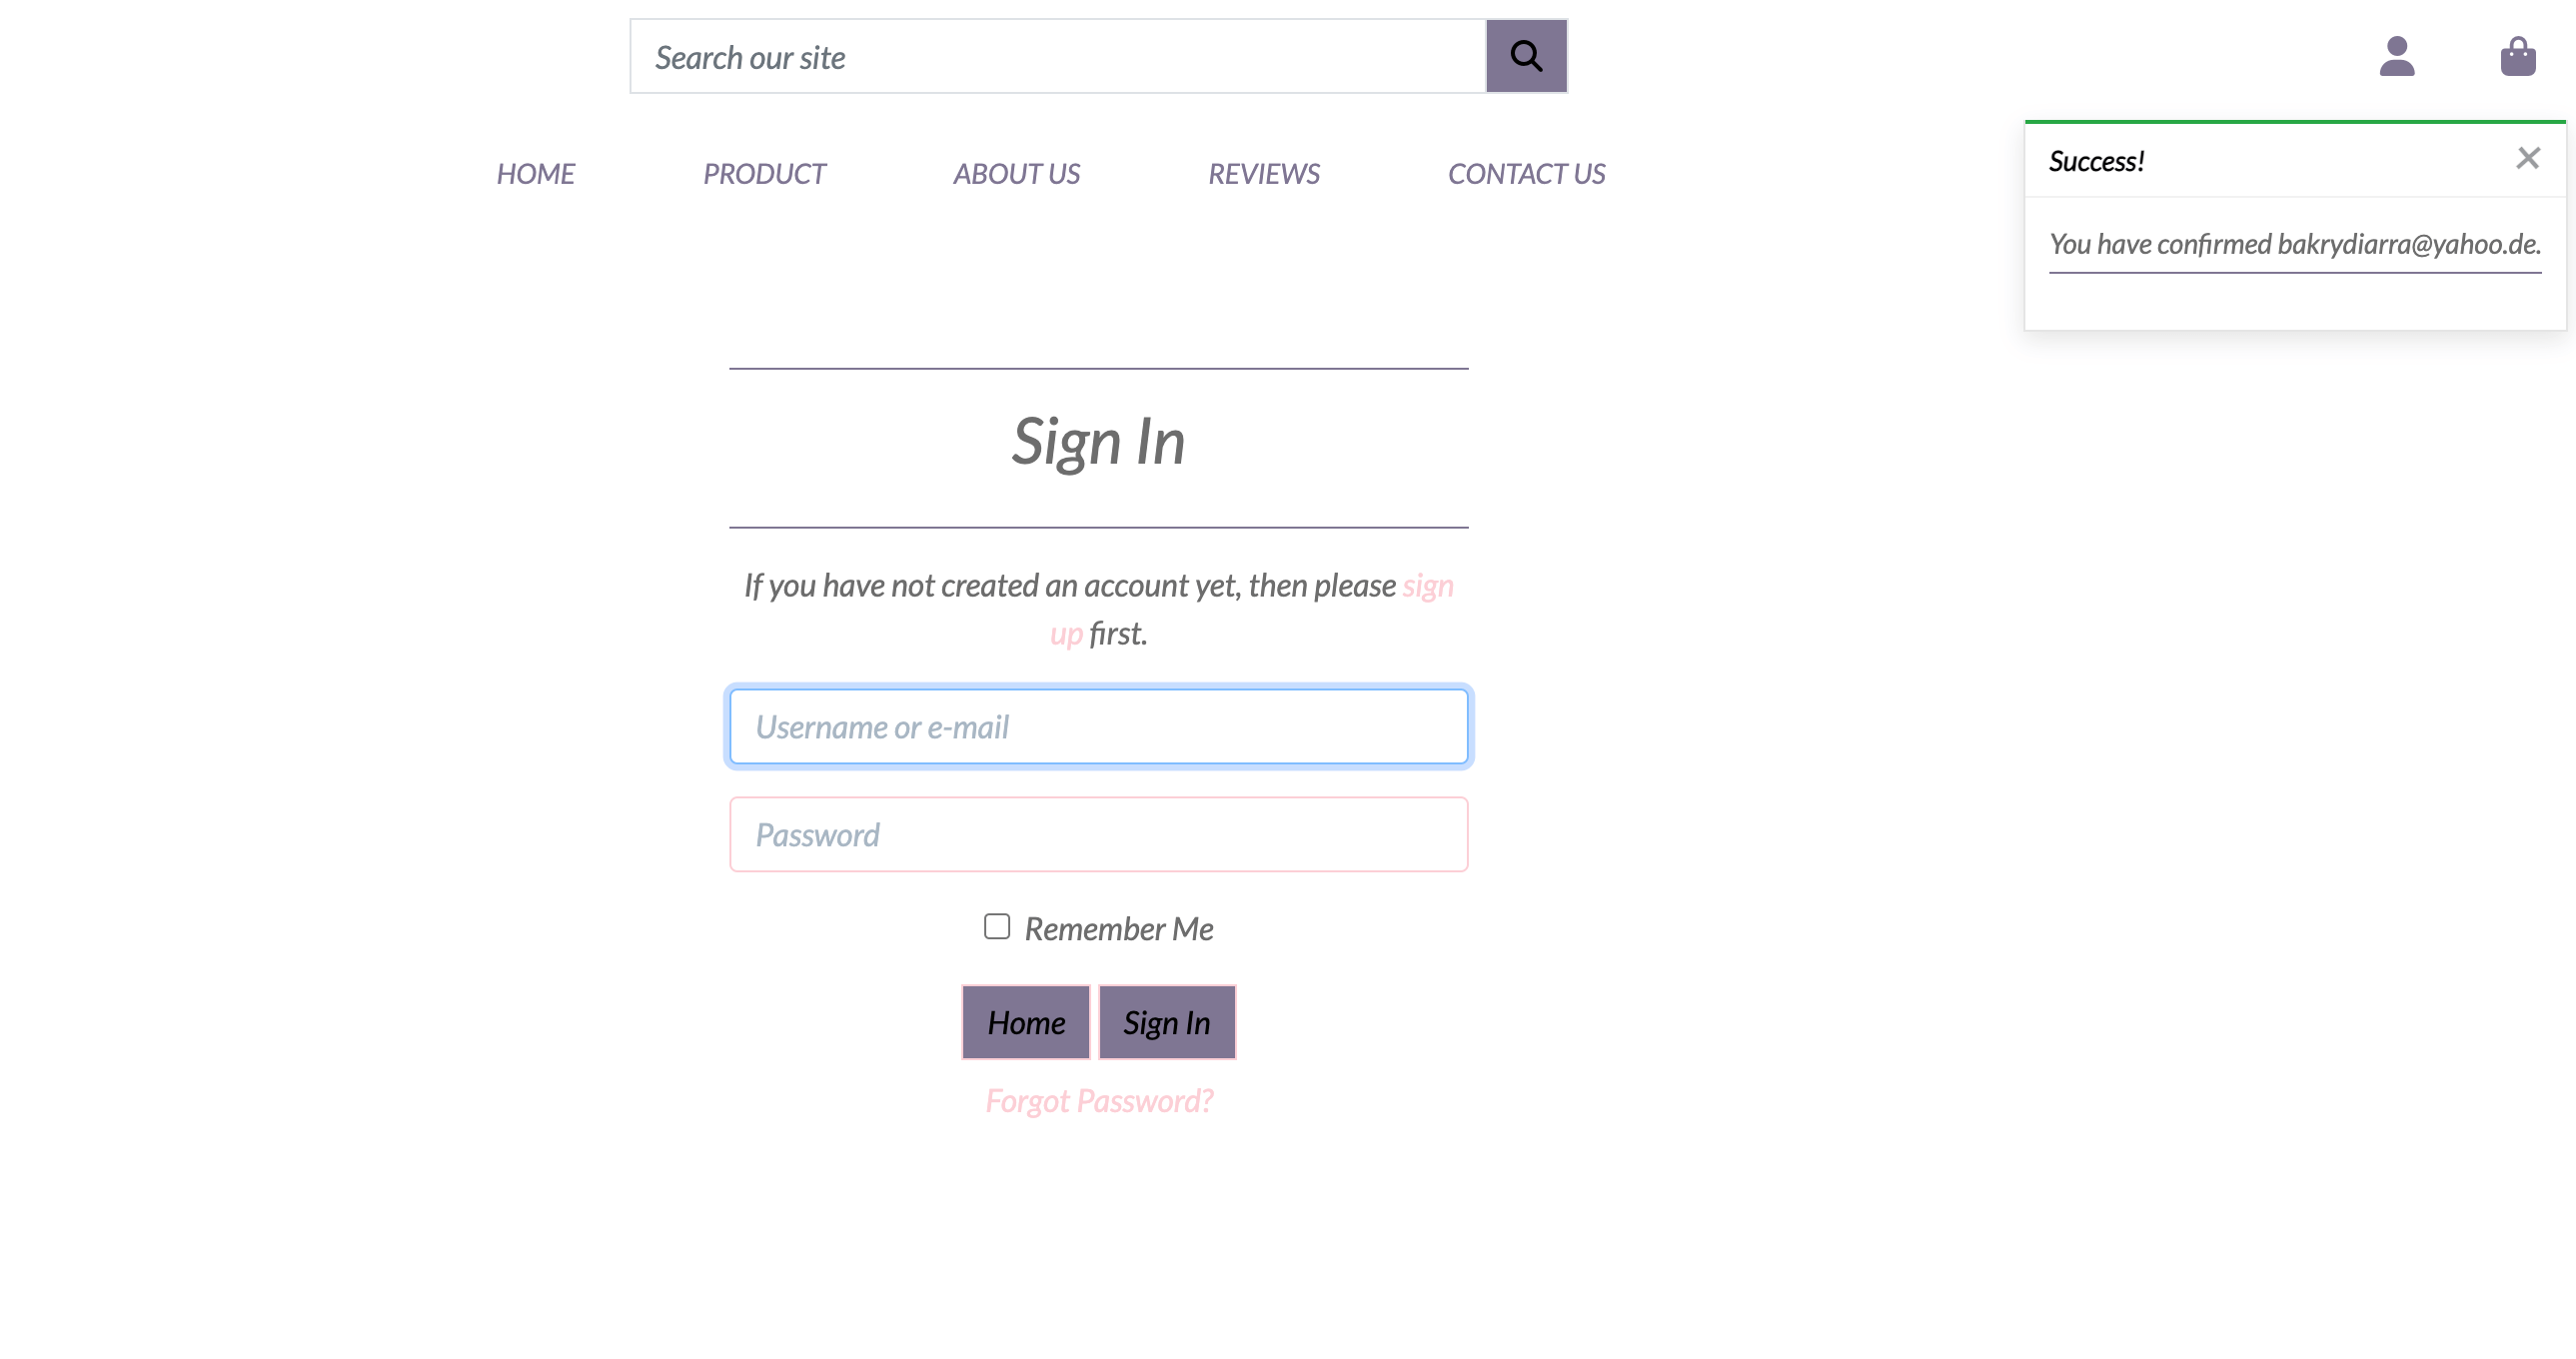 Search our site
HOME PRODUCT ABOUT US REVIEWS CONTACT US
Success!
You have confirmed bakrydiarra@yahoo.de.
Sign In
If you have not created an account yet, then please sign
up first.
Username or e-mail
Password
Remember Me
Home Sign In
Forgot Password?